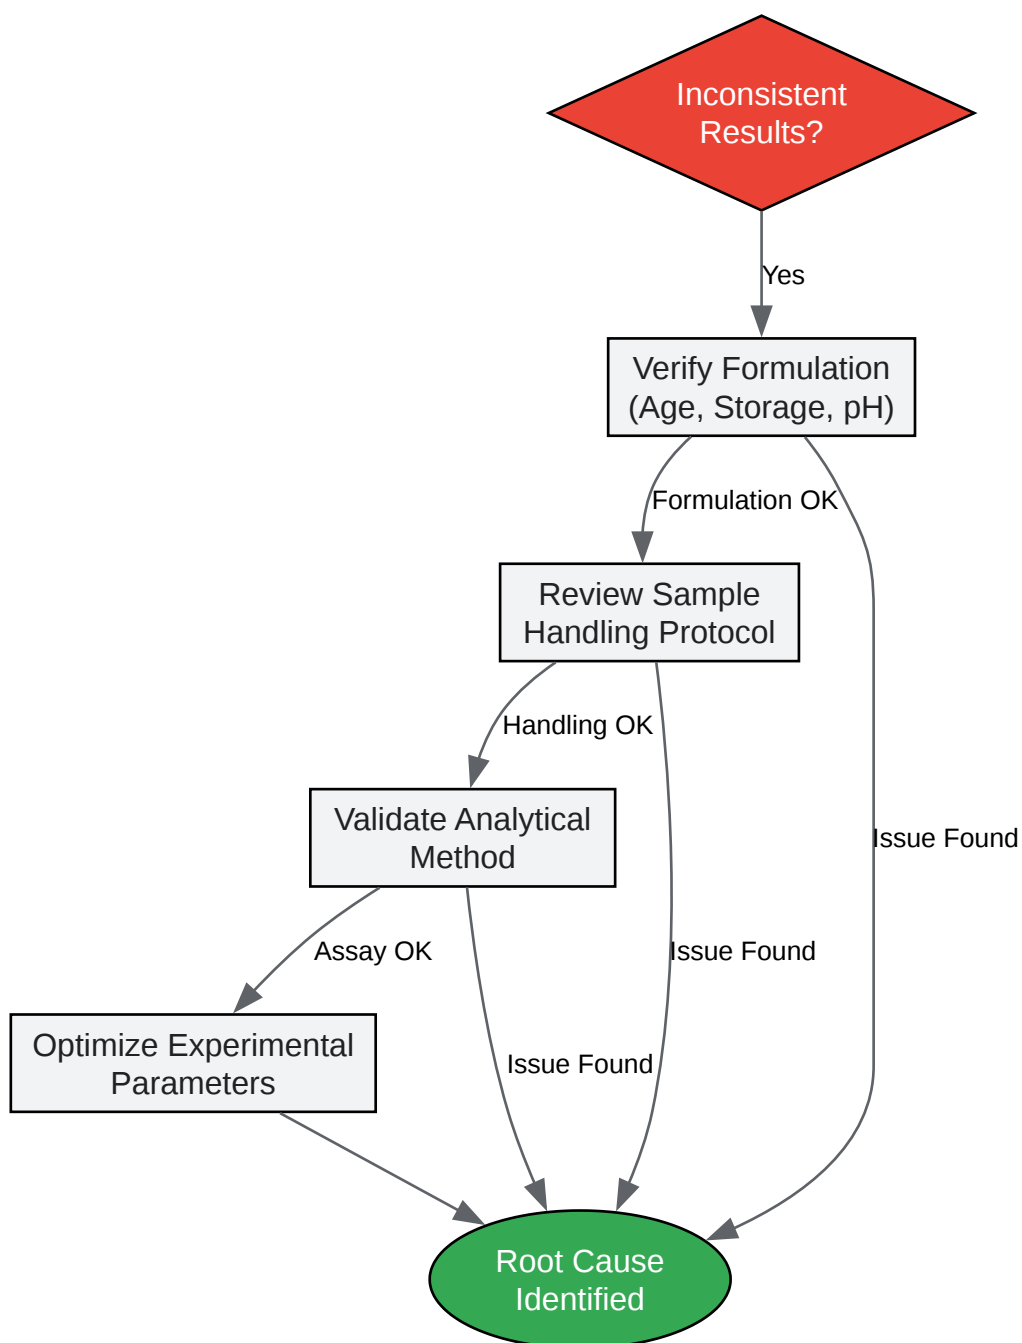 Inconsistent
Results?
Yes
Verify Formulation
(Age, Storage, pH)
Formulation OK
Review Sample
Handling Protocol
Handling OK
Validate Analytical
Method
Issue Found
Assay OK
Issue Found
Optimize Experimental
Parameters
Issue Found
Root Cause
Identified